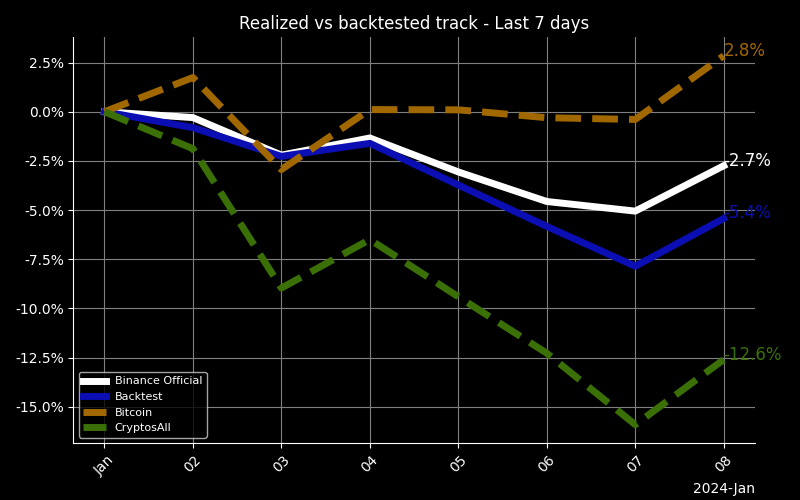 Realized vs backtested track - Last 7 days
2.5%
0.0%
-2.5%
-5.0%
-7.5%
-10.0%
-12.5%
-15.0%
2.8%
-2.7%
-5.4%
-12.6%
Binance Official
Backtest
Bitcoin
CryptosAll
Jan
02
03
04
05
06
07
08
2024-Jan